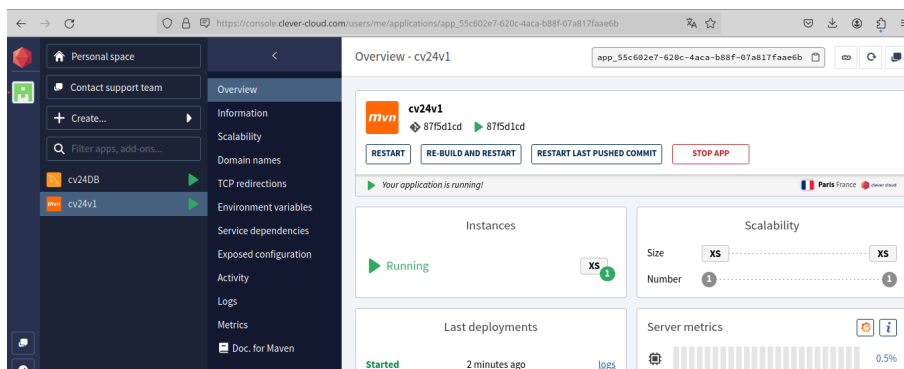 https://console.clever-cloud.com/users/me/applications/app_55c602e7-620c-4aca-b88f-07a817faae6b
Personal space
Contact support team
Create...
Filter apps, add-ons...
cv24DB
mvn cv24v1
Overview
Information
Scalability
Domain names
TCP redirections
Environment variables
Service dependencies
Exposed configuration
Activity
Logs
Metrics
Doc. for Maven
Overview - cv24v1
app_55c602e7-620c-4aca-b88f-07a817faae6b
mvn
cv24v1
87f5d1cd 87f5d1cd
RESTART RE-BUILD AND RESTART RESTART LAST PUSHED COMMIT STOP APP
Your application is running! Paris France clever cloud
Instances
Running XS 1
Scalability
Size XS XS
Number 1 1
Last deployments
Started 2 minutes ago logs
Server metrics
0.5%